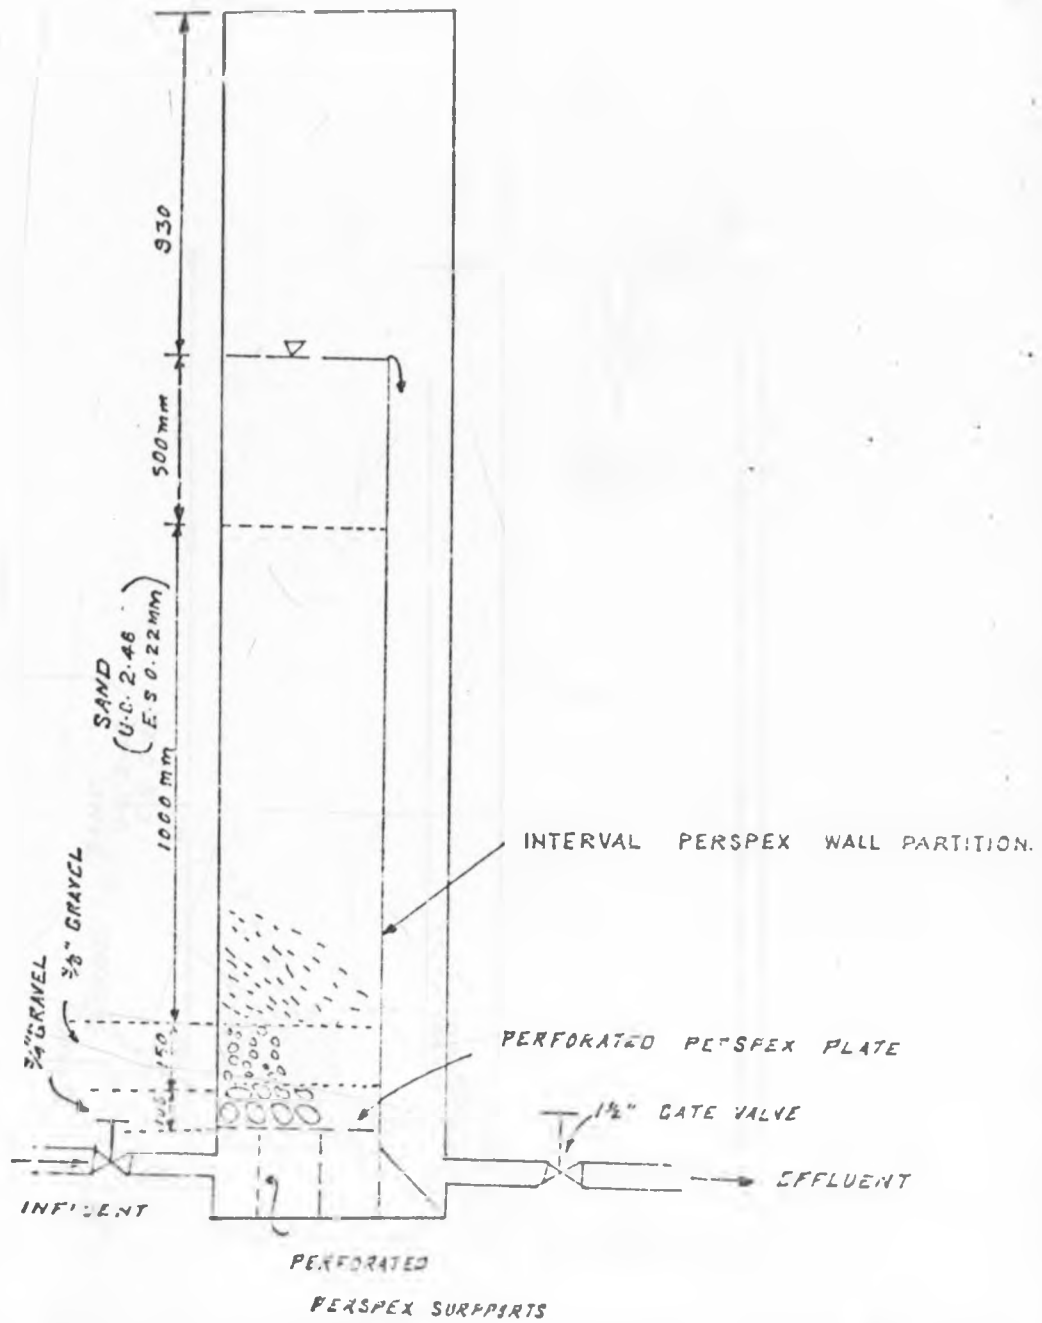 930
500mm
SAND
(U.C. 2.46)
(E.S 0.22MM)
1000 mm
3/8" GRAVEL
3/4" GRAVEL
150
INTERVAL PERSPEX WALL PARTITION.
PERFORATED PERSPEX PLATE
1½" GATE VALVE
INFLUENT
EFFLUENT
PERFORATED
PERSPEX SURPPORTS